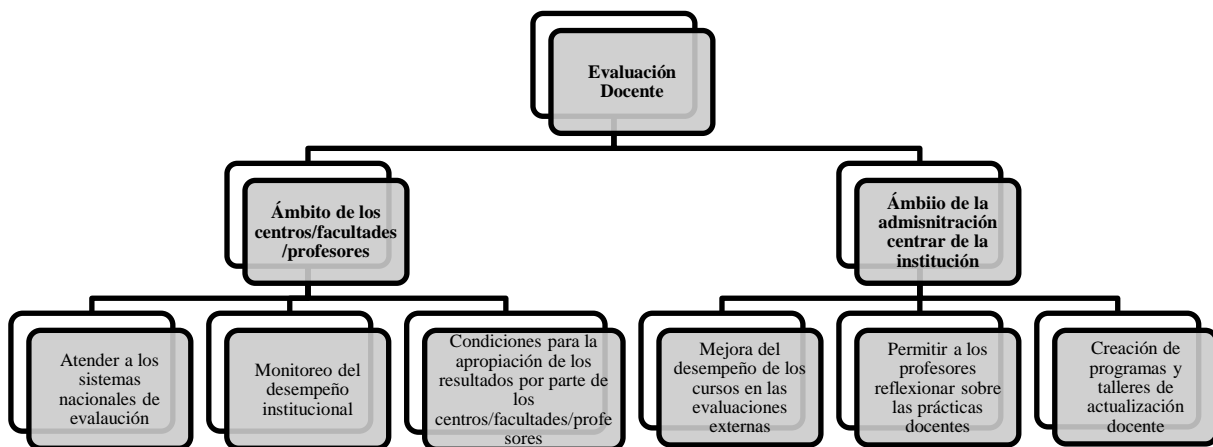 Evaluación
Docente
Ámbito de los
centros/facultades
/profesores
Ámbiio de la
admisnitración
centrar de la
institución
Atender a los
sistemas
nacionales de
evalaución
Monitoreo del
desempeño
institucional
Condiciones para la
apropiación de los
resultados por parte de
los
centros/facultades/profe
sores
Mejora del
desempeño de los
cursos en las
evaluaciones
externas
Permitir a los
profesores
reflexionar sobre
las prácticas
docentes
Creación de
programas y
talleres de
actualización
docente